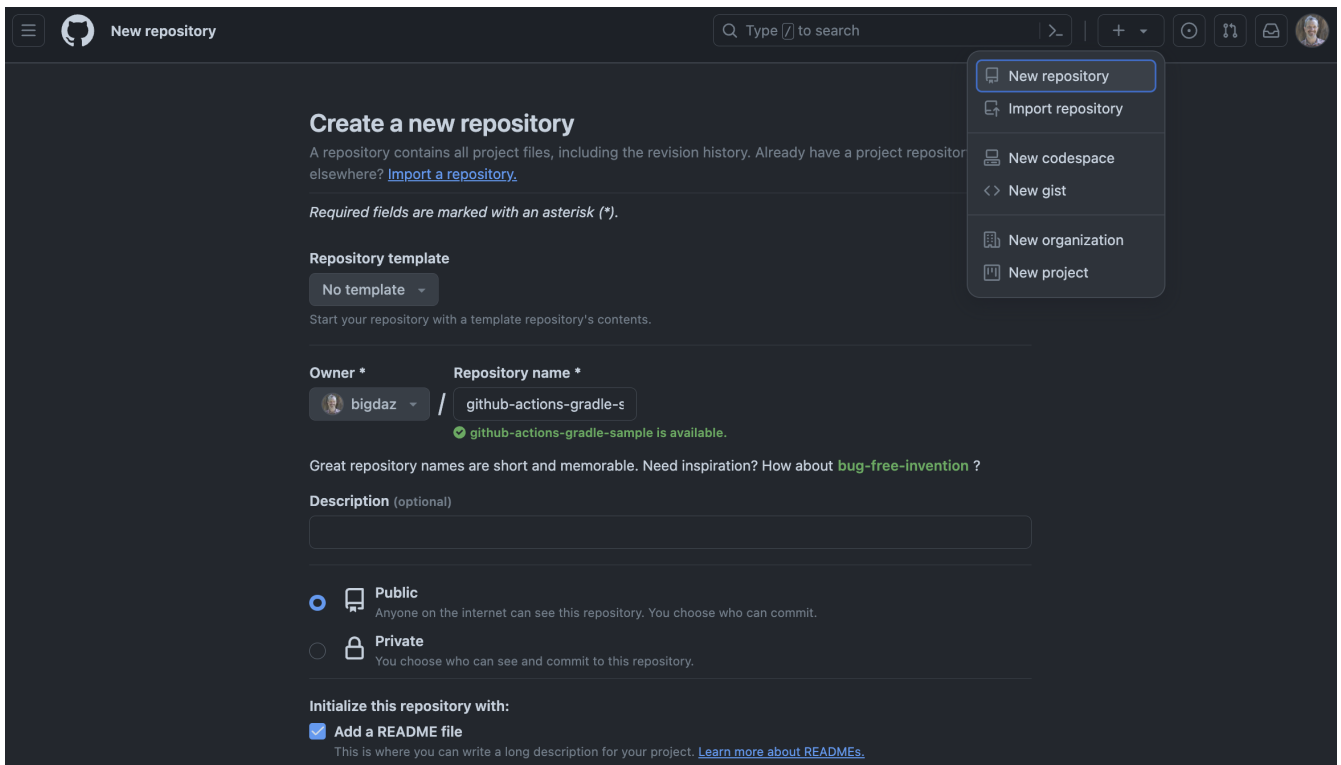 New repository
Type / to search
New repository
Import repository
New codespace
New gist
New organization
New project
Create a new repository
A repository contains all project files, including the revision history. Already have a project repositor
elsewhere? Import a repository.
Required fields are marked with an asterisk (*).
Repository template
No template
Start your repository with a template repository's contents.
Owner * Repository name *
bigdaz / github-actions-gradle-s
github-actions-gradle-sample is available.
Great repository names are short and memorable. Need inspiration? How about bug-free-invention ?
Description (optional)
Public
Anyone on the internet can see this repository. You choose who can commit.
Private
You choose who can see and commit to this repository.
Initialize this repository with:
Add a README file
This is where you can write a long description for your project. Learn more about READMEs.